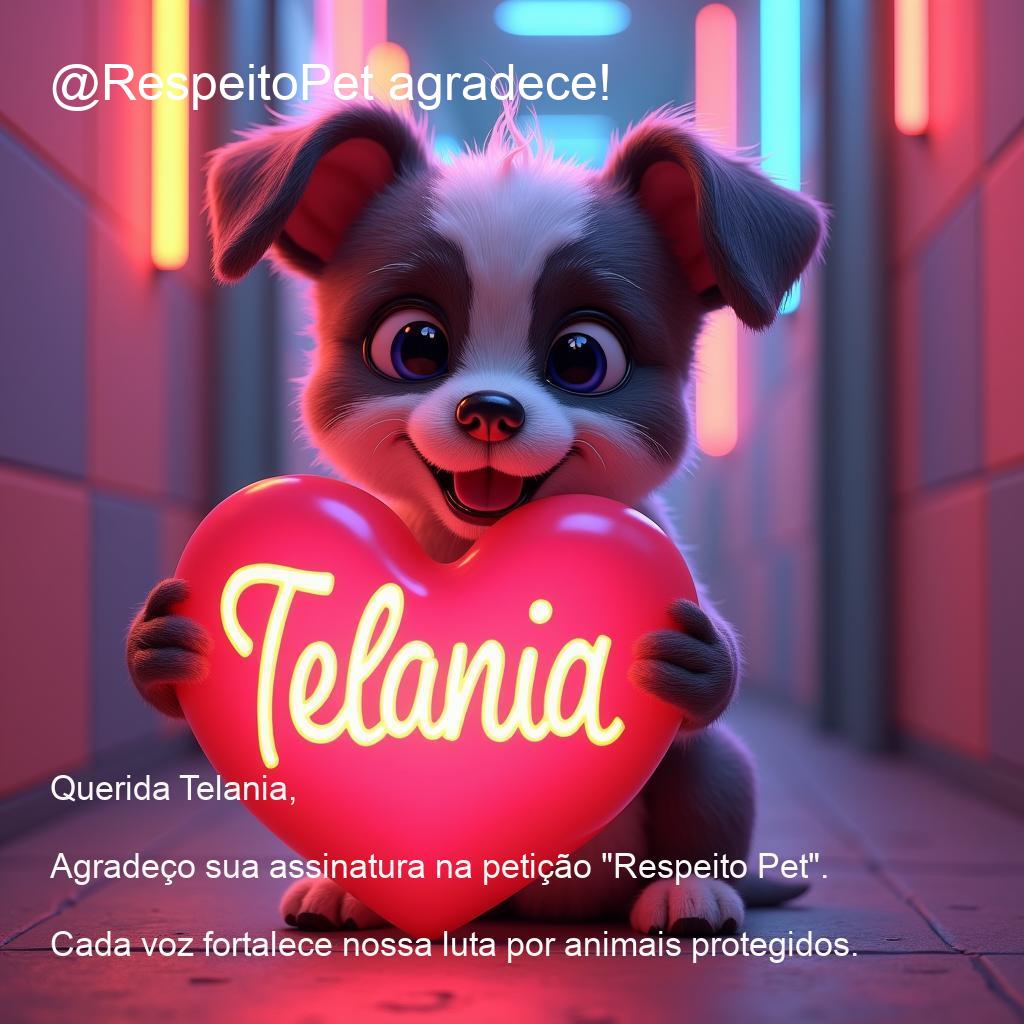 @RespeitoPet agradece!
Telania
Querida Telania,
Agradeço sua assinatura na petição "Respeito Pet".
Cada voz fortalece nossa luta por animais protegidos.